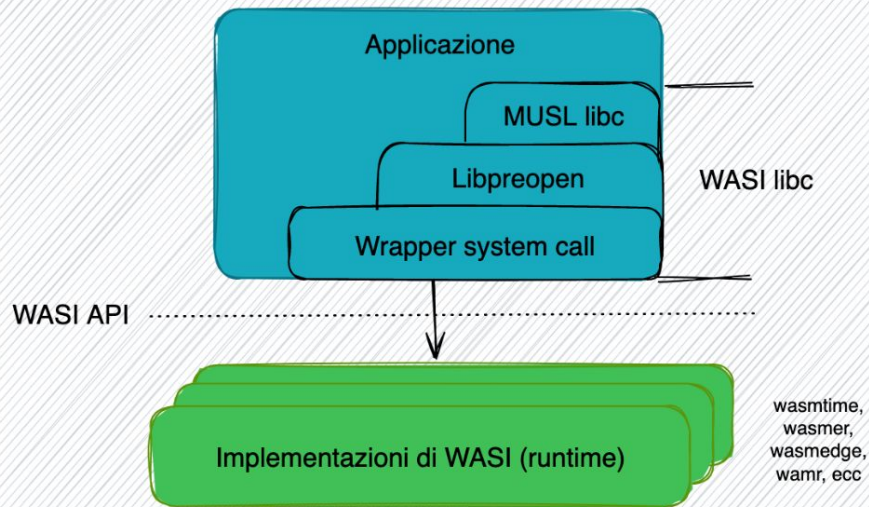 Applicazione
MUSL libc
Libpreopen
WASI libc
Wrapper system call
WASI API
Implementazioni di WASI (runtime)
wasmtime,
wasmer,
wasmedge,
wamr, ecc